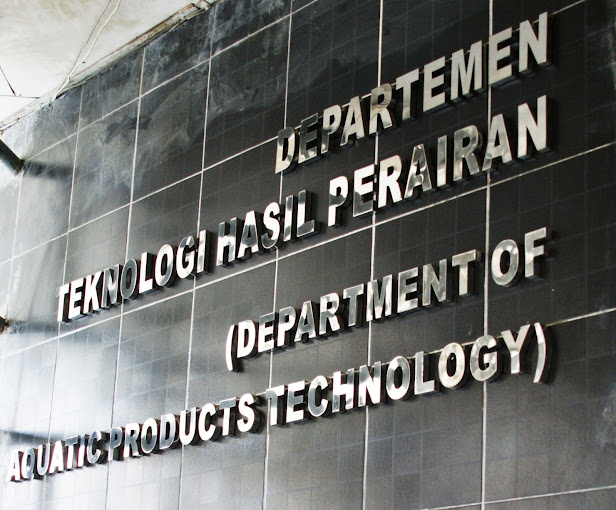 DEPARTEMEN
TEKNOLOGI HASIL PERAIRAN
(DEPARTMENT OF
AQUATIC PRODUCTS TECHNOLOGY)